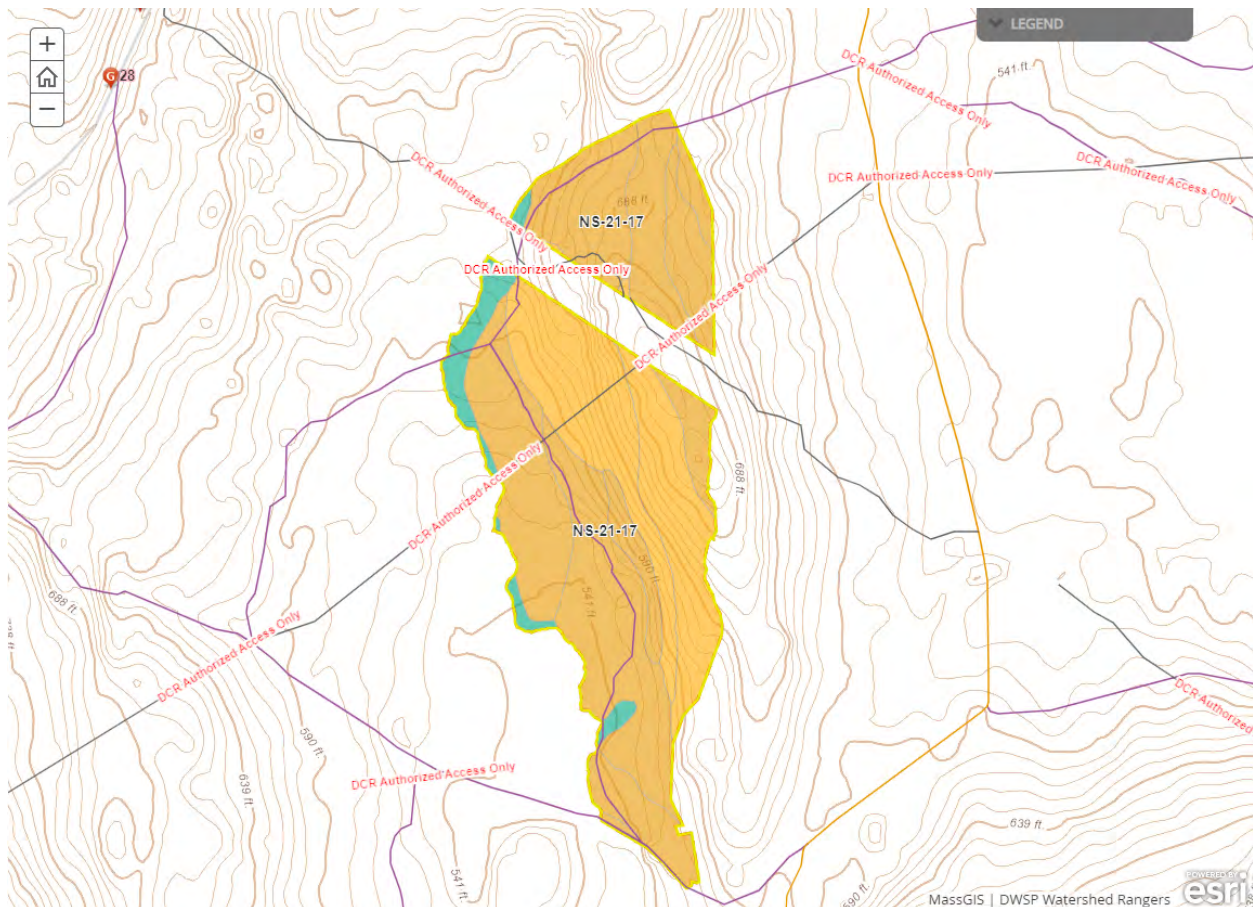 +
LEGEND
G 28
−
541 ft.
DCR Authorized Access Only
DCR Authorized Access Only
DCR Authorized Access Only
DCR Authorized Access Only
688 ft.
NS-21-17
DCR Authorized Access Only
DCR Authorized Access Only
688 ft.
DCR Authorized Access Only
NS-21-17
590 ft.
541 ft.
688 ft.
DCR Authorized Access Only
DCR Authorized
590 ft.
639 ft.
DCR Authorized Access Only
639 ft.
541 ft.
590 ft.
MassGIS | DWSP Watershed Rangers
POWERED BY
esri